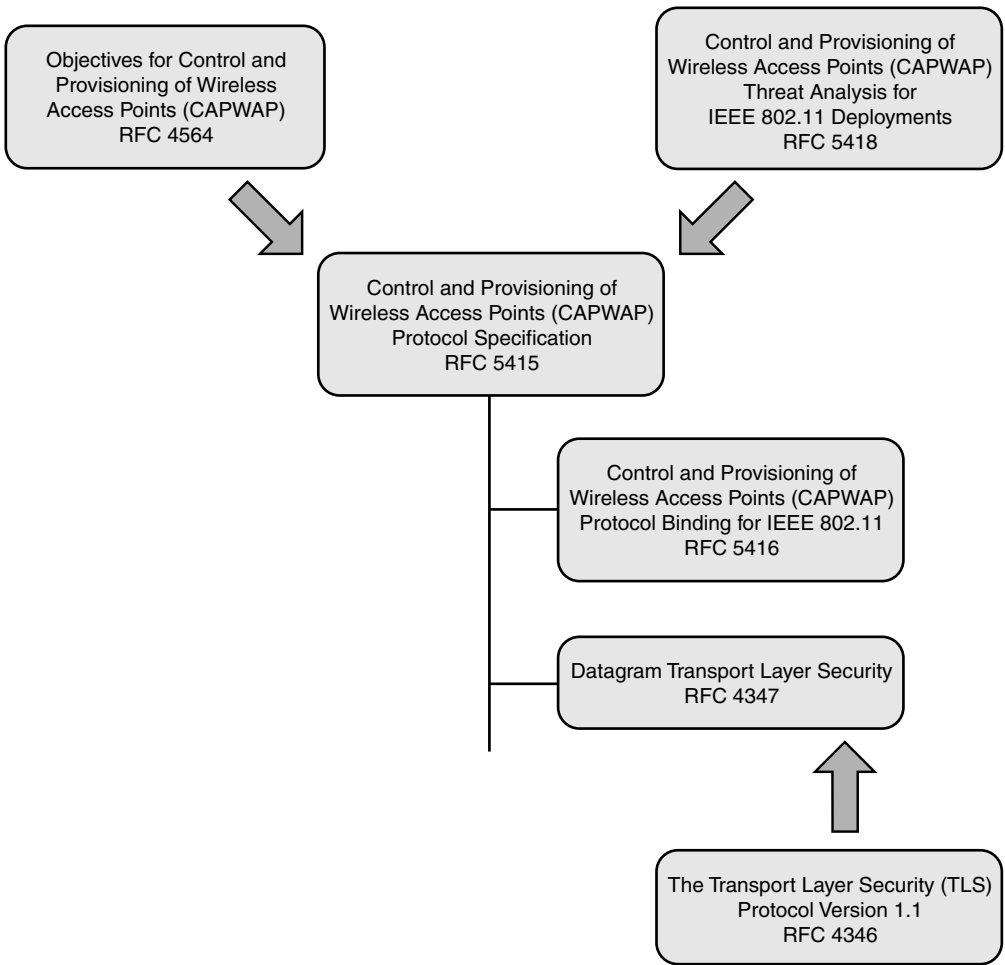 Objectives for Control and
Provisioning of Wireless
Access Points (CAPWAP)
RFC 4564
Control and Provisioning of
Wireless Access Points (CAPWAP)
Threat Analysis for
IEEE 802.11 Deployments
RFC 5418
Control and Provisioning of
Wireless Access Points (CAPWAP)
Protocol Specification
RFC 5415
Control and Provisioning of
Wireless Access Points (CAPWAP)
Protocol Binding for IEEE 802.11
RFC 5416
Datagram Transport Layer Security
RFC 4347
The Transport Layer Security (TLS)
Protocol Version 1.1
RFC 4346